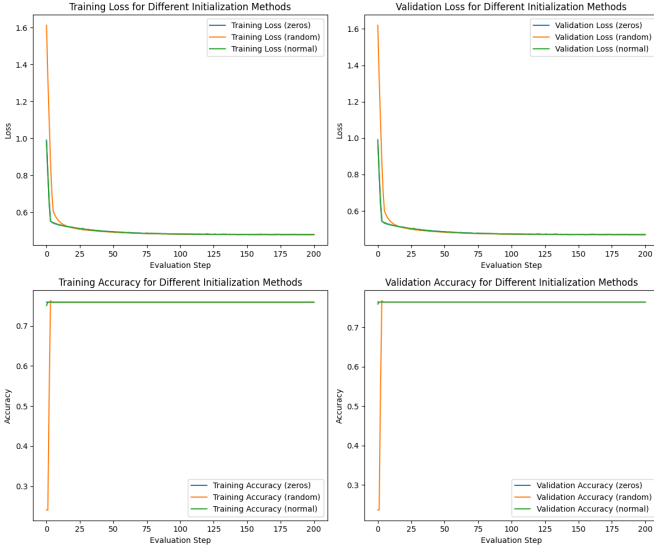 Training Loss for Different Initialization Methods
Training Loss (zeros)
Training Loss (random)
Training Loss (normal)
1.6
1.4
1.2
1.0
0.8
0.6
Loss
0 25 50 75 100 125 150 175 200
Evaluation Step
Validation Loss for Different Initialization Methods
Validation Loss (zeros)
Validation Loss (random)
Validation Loss (normal)
1.6
1.4
1.2
1.0
0.8
0.6
Loss
0 25 50 75 100 125 150 175 200
Evaluation Step
Training Accuracy for Different Initialization Methods
0.7
0.6
0.5
0.4
0.3
Accuracy
Training Accuracy (zeros)
Training Accuracy (random)
Training Accuracy (normal)
0 25 50 75 100 125 150 175 200
Evaluation Step
Validation Accuracy for Different Initialization Methods
0.7
0.6
0.5
0.4
0.3
Accuracy
Validation Accuracy (zeros)
Validation Accuracy (random)
Validation Accuracy (normal)
0 25 50 75 100 125 150 175 200
Evaluation Step